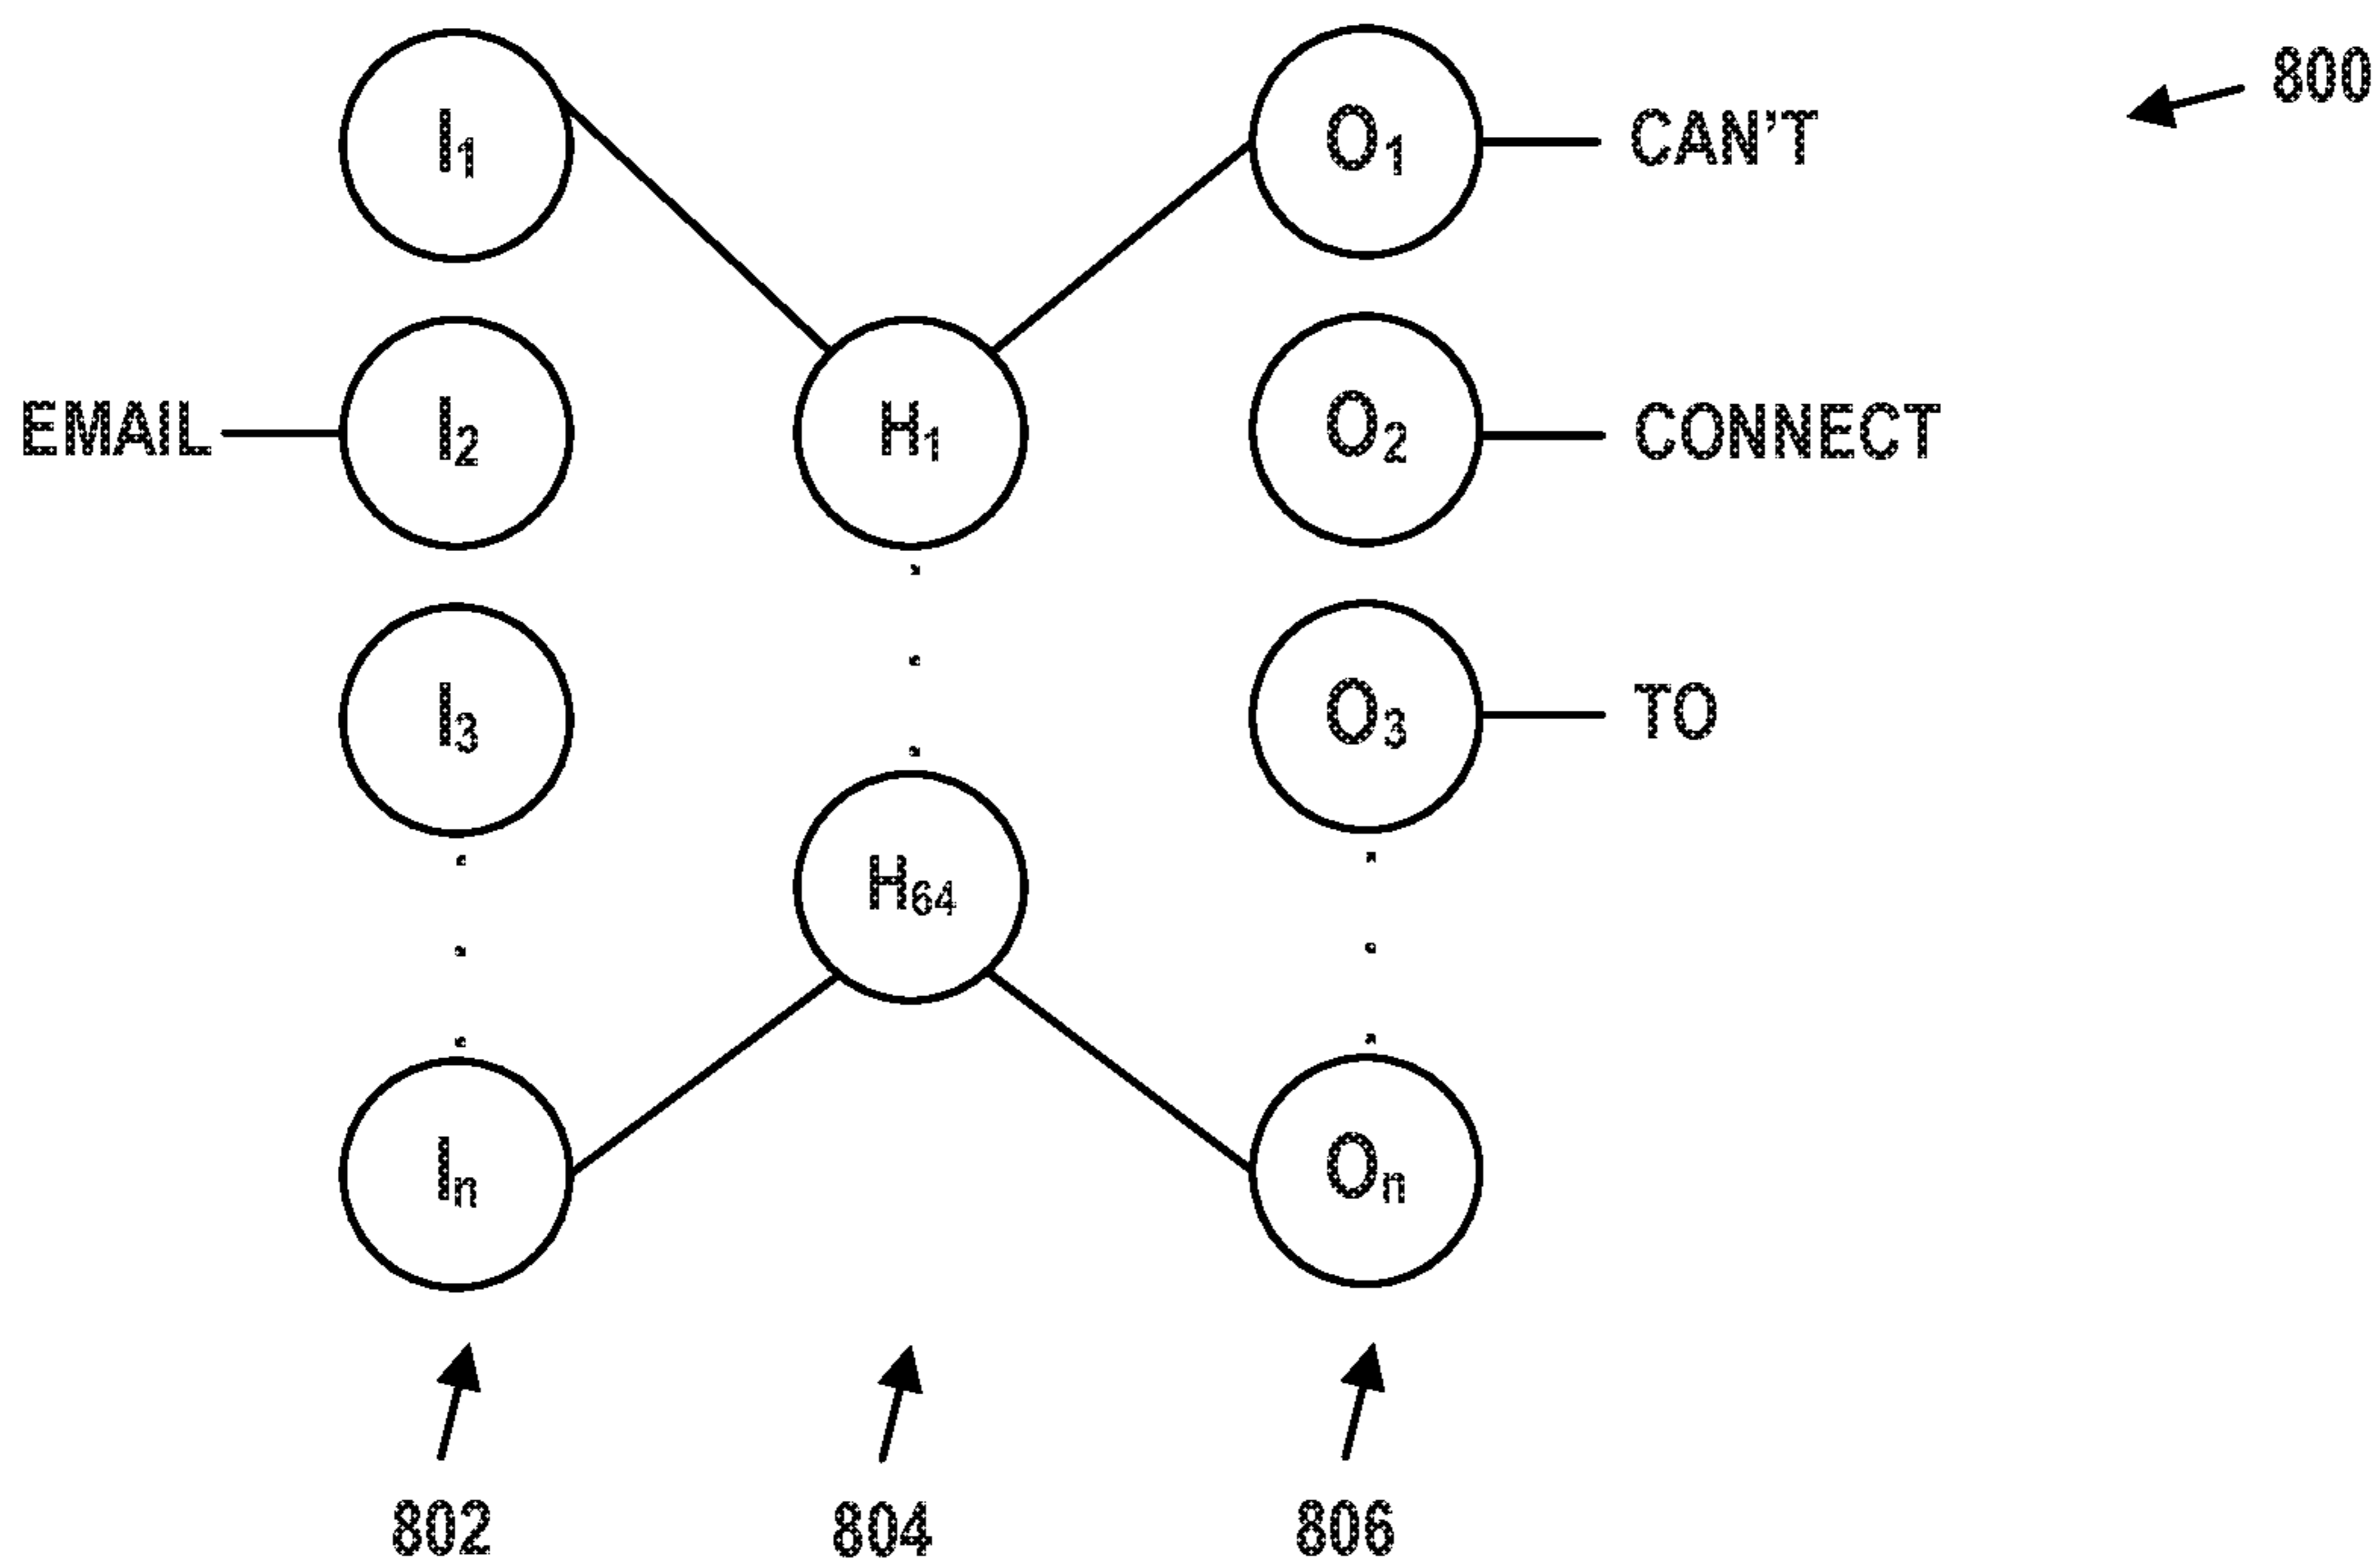 800
I1
O1
CAN'T
EMAIL
I2
H1
O2
CONNECT
I3
O3
TO
H64
In
On
802
804
806